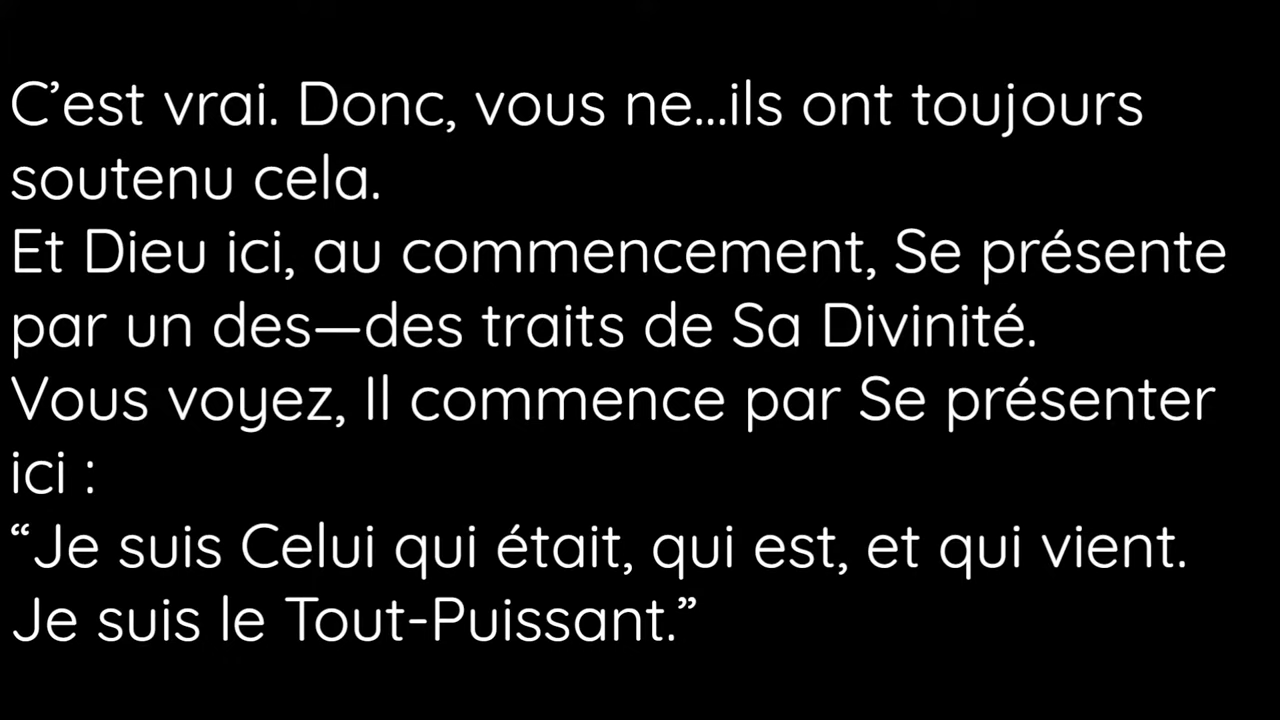 C’est vrai. Donc, vous ne...ils ont toujours
soutenu cela.
Et Dieu ici, au commencement, Se présente
par un des—des traits de Sa Divinité.
Vous voyez, Il commence par Se présenter
ici :
“Je suis Celui qui était, qui est, et qui vient.
Je suis le Tout-Puissant.”